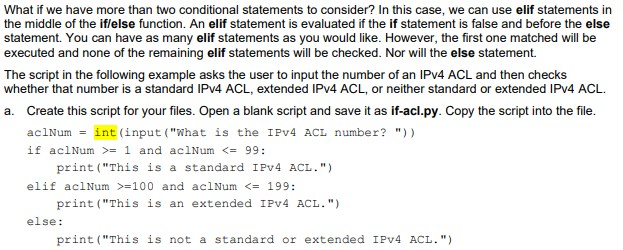 What if we have more than two conditional statements to consider? In this case, we can use elif statements in
the middle of the if/else function. An elif statement is evaluated if the if statement is false and before the else
statement. You can have as many elif statements as you would like. However, the first one matched will be
executed and none of the remaining elif statements will be checked. Nor will the else statement.
The script in the following example asks the user to input the number of an IPv4 ACL and then checks
whether that number is a standard IPv4 ACL, extended IPv4 ACL, or neither standard or extended IPv4 ACL.
a. Create this script for your files. Open a blank script and save it as if-acl.py. Copy the script into the file.
aclNum = int(input("What is the IPv4 ACL number? "))
if aclNum >= 1 and aclNum <= 99:
    print("This is a standard IPv4 ACL.")
elif aclNum >=100 and aclNum <= 199:
    print("This is an extended IPv4 ACL.")
else:
    print("This is not a standard or extended IPv4 ACL.")